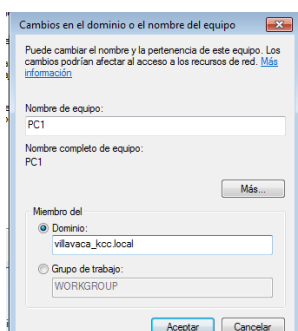 Cambios en el dominio o el nombre del equipo
Puede cambiar el nombre y la pertenencia de este equipo. Los
cambios podrían afectar al acceso a los recursos de red. Más
información
Nombre de equipo:
PC1
Nombre completo de equipo:
PC1
Más...
Miembro del
Dominio:
villavaca_kcc.local
Grupo de trabajo:
WORKGROUP
Aceptar
Cancelar